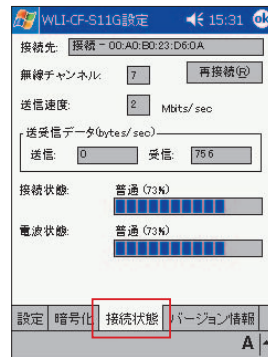 WLI-CF-S11G設定 15:31 ok
接続先: 接続 - 00:A0:B0:23:D6:0A
無線チャンネル: 7 再接続(R)
送信速度: 2 Mbits/sec
送受信データ(bytes/sec)
送信: 0 受信: 756
接続状態: 普通 (73%)
電波状態: 普通 (73%)
設定 暗号化 接続状態 バージョン情報
A